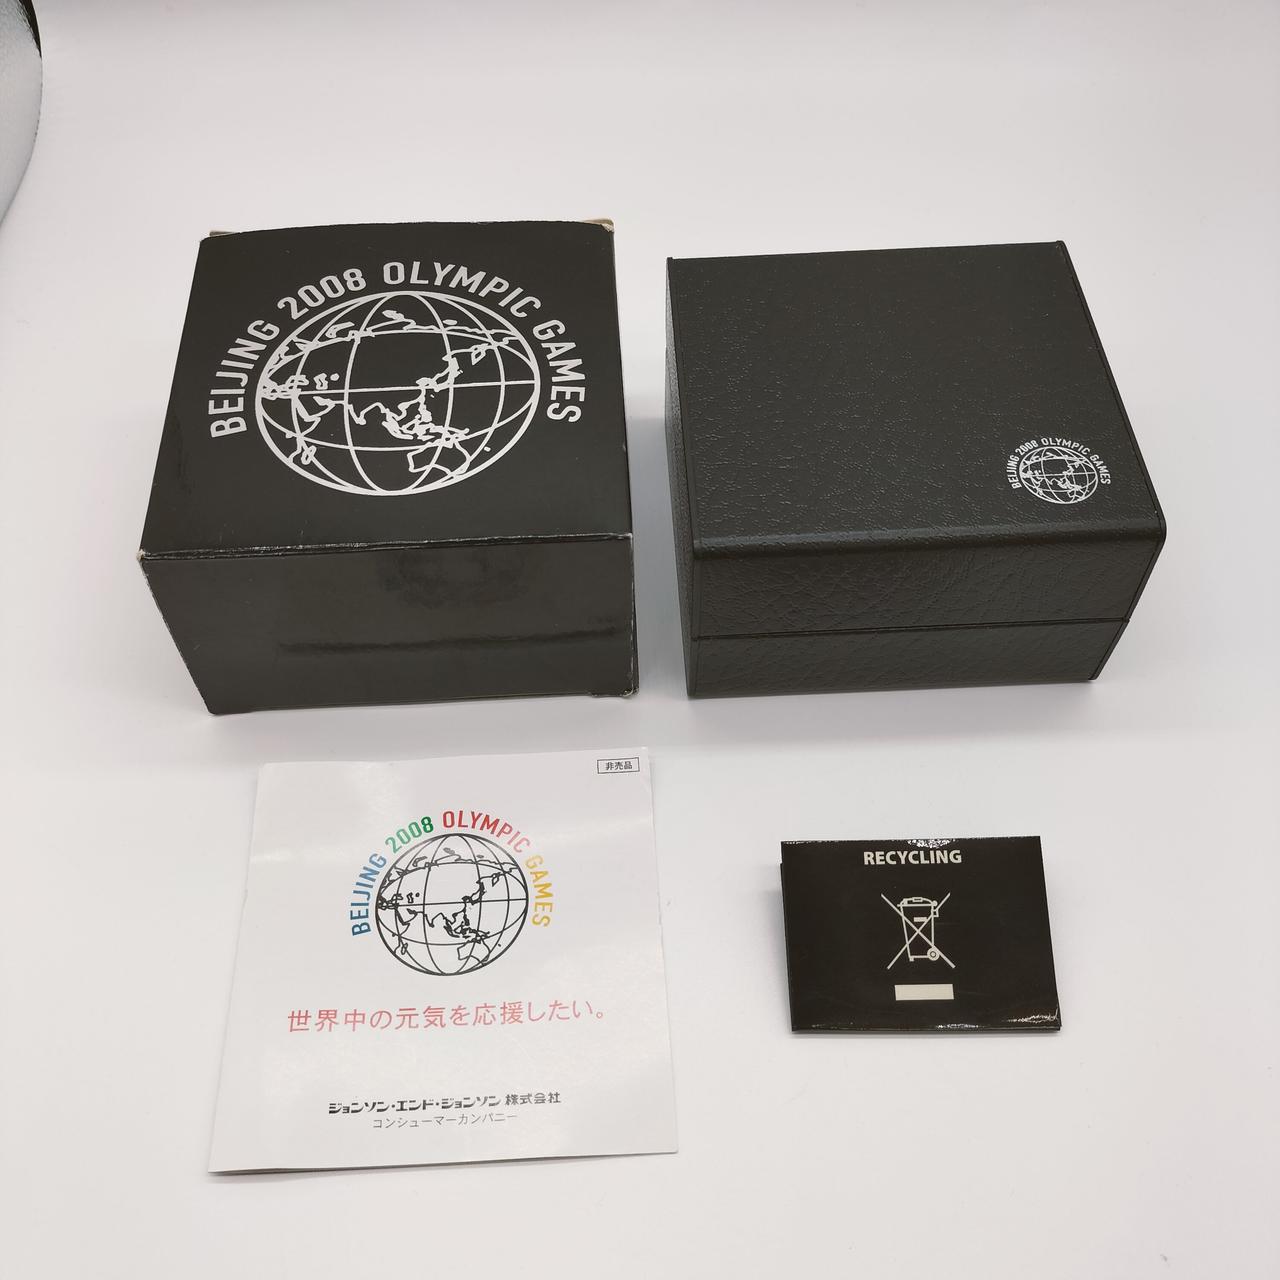 BEIJING 2008 OLYMPIC GAMES
BEIJING 2008 OLYMPIC GAMES
非売品
BEIJING 2008 OLYMPIC GAMES
世界中の元気を応援したい。
ジョンソン・エンド・ジョンソン 株式会社
コンシューマーカンパニー
RECYCLING